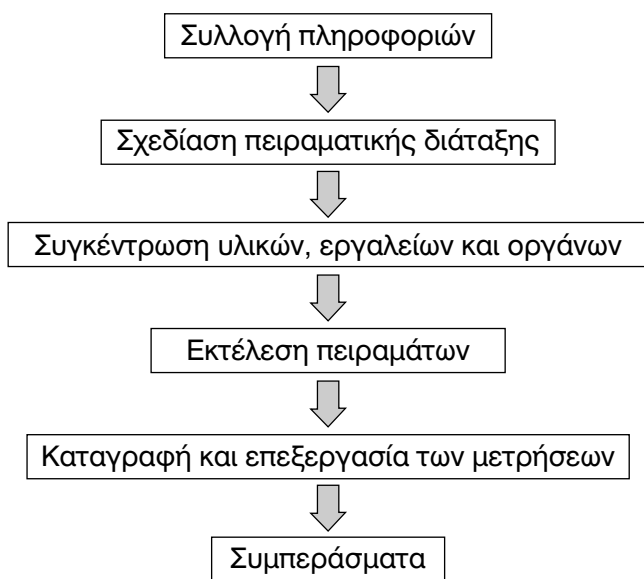 Συλλογή πληροφοριών
Σχεδίαση πειραματικής διάταξης
Συγκέντρωση υλικών, εργαλείων και οργάνων
Εκτέλεση πειραμάτων
Καταγραφή και επεξεργασία των μετρήσεων
Συμπεράσματα